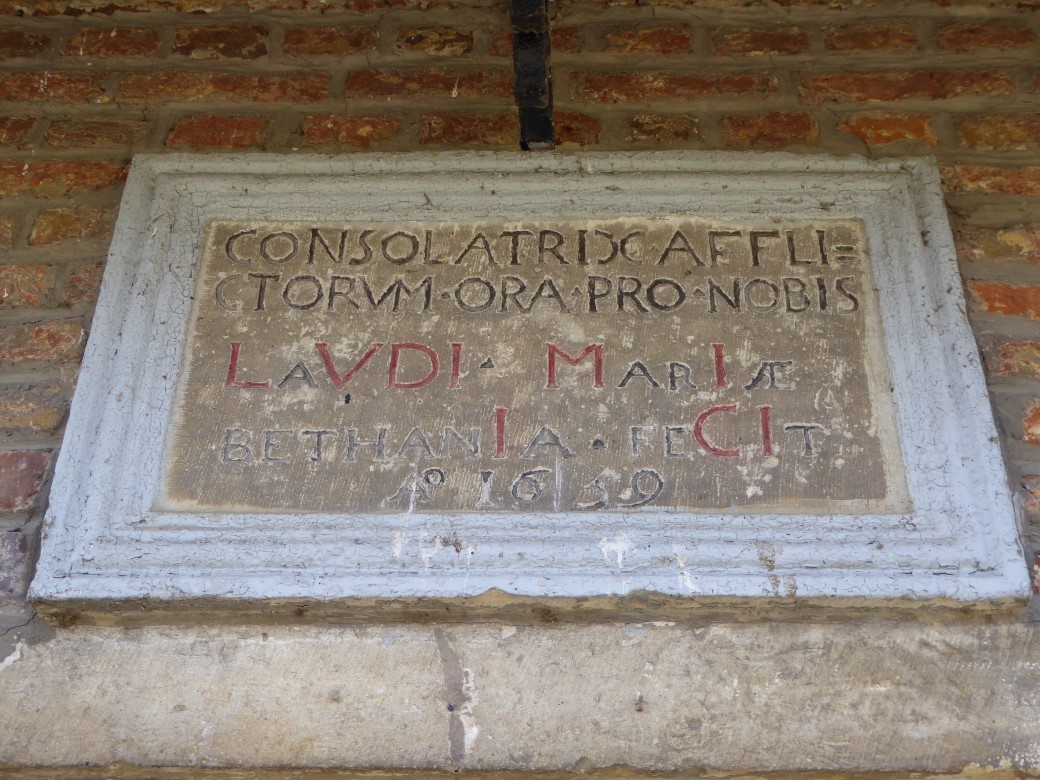 CONSOLATRIX·AFFLI=
CTORVM·ORA·PRO·NOBIS
LAVDI · MARIÆ
BETHANIA · FECIT
Aº 1659